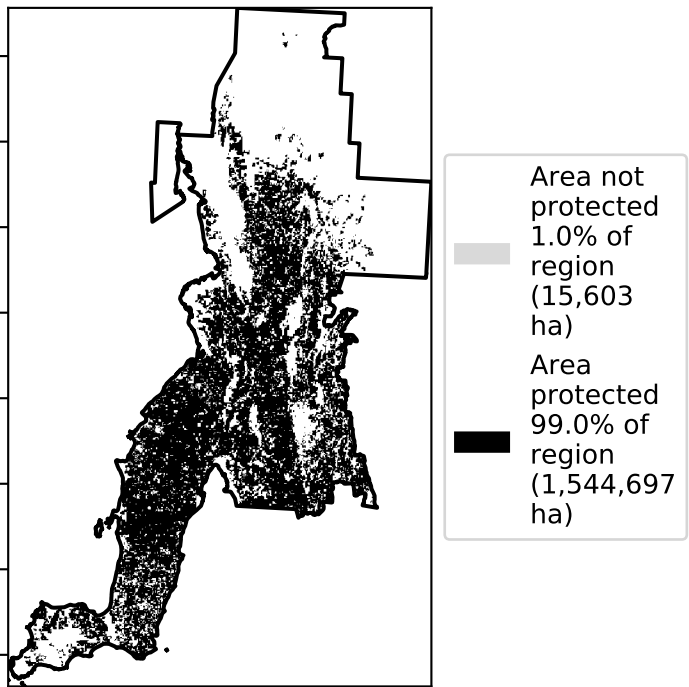 Area not
protected
1.0% of
region
(15,603
ha)
Area
protected
99.0% of
region
(1,544,697
ha)